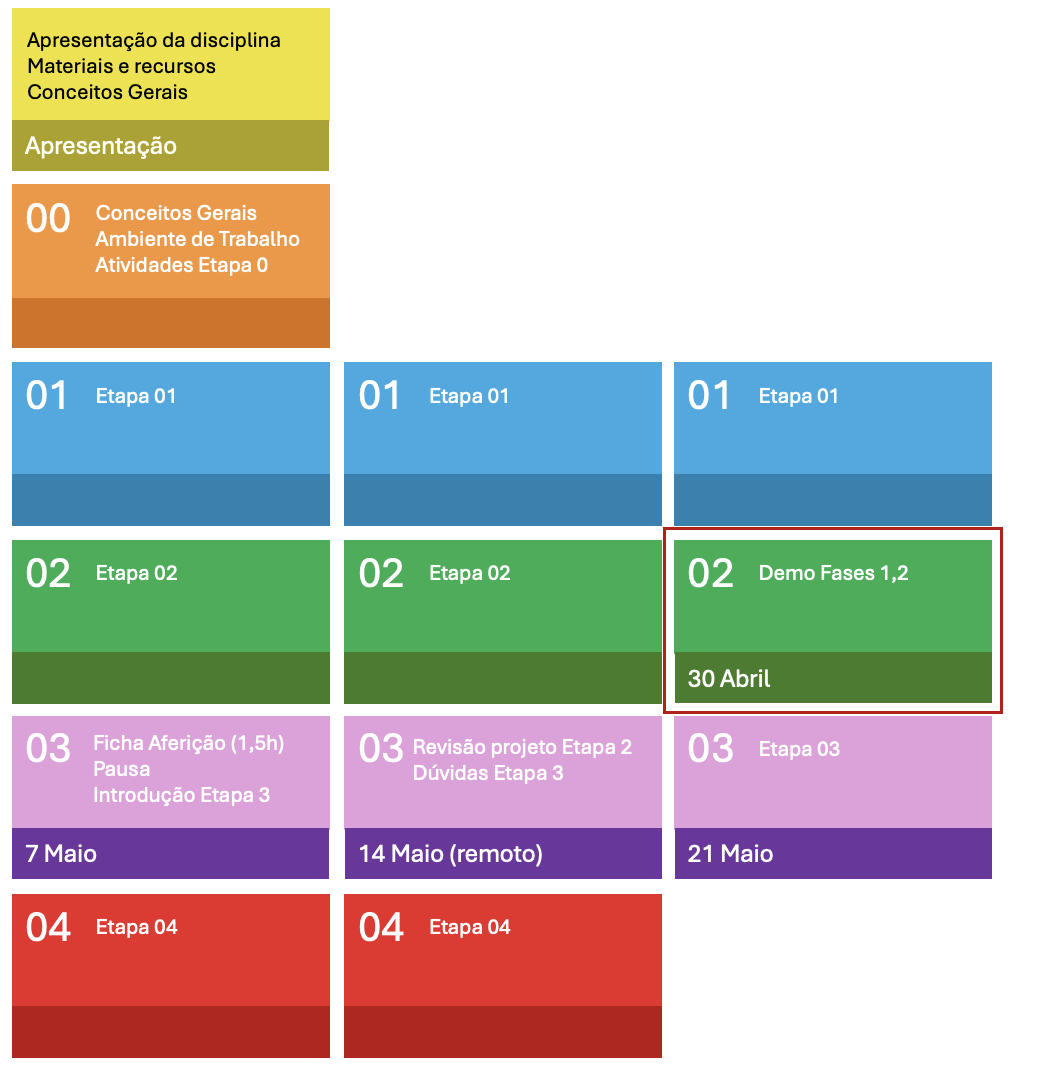 Apresentação da disciplina
Materiais e recursos
Conceitos Gerais
Apresentação
00 Conceitos Gerais
Ambiente de Trabalho
Atividades Etapa 0
01 Etapa 01
01 Etapa 01
01 Etapa 01
02 Etapa 02
02 Etapa 02
02 Demo Fases 1,2
30 Abril
03 Ficha Aferição (1,5h)
Pausa
Introdução Etapa 3
7 Maio
03 Revisão projeto Etapa 2
Dúvidas Etapa 3
14 Maio (remoto)
03 Etapa 03
21 Maio
04 Etapa 04
04 Etapa 04